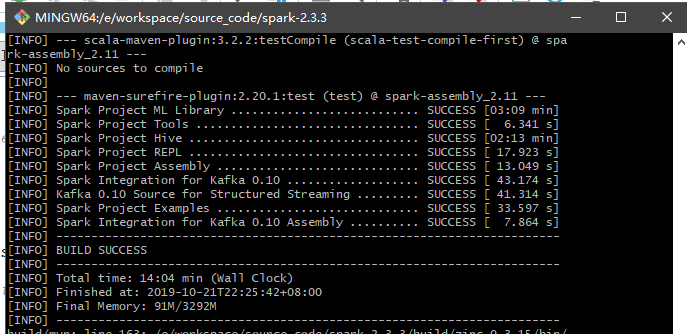 MINGW64:/e/workspace/source_code/spark-2.3.3
[INFO] --- scala-maven-plugin:3.2.2:testCompile (scala-test-compile-first) @ spa
rk-assembly_2.11 ---
[INFO] No sources to compile
[INFO]
[INFO] --- maven-surefire-plugin:2.20.1:test (test) @ spark-assembly_2.11 ---
[INFO] Spark Project ML Library ........................... SUCCESS [03:09 min]
[INFO] Spark Project Tools ................................ SUCCESS [  6.341 s]
[INFO] Spark Project Hive ................................. SUCCESS [02:13 min]
[INFO] Spark Project REPL ................................. SUCCESS [ 17.923 s]
[INFO] Spark Project Assembly ............................. SUCCESS [ 13.049 s]
[INFO] Spark Integration for Kafka 0.10 ................... SUCCESS [ 43.174 s]
[INFO] Kafka 0.10 Source for Structured Streaming ......... SUCCESS [ 41.314 s]
[INFO] Spark Project Examples ............................. SUCCESS [ 33.597 s]
[INFO] Spark Integration for Kafka 0.10 Assembly .......... SUCCESS [  7.864 s]
[INFO] ------------------------------------------------------------------------
[INFO] BUILD SUCCESS
[INFO] ------------------------------------------------------------------------
[INFO] Total time: 14:04 min (Wall Clock)
[INFO] Finished at: 2019-10-21T22:25:42+08:00
[INFO] Final Memory: 91M/3292M
[INFO] ------------------------------------------------------------------------
build/mvn: line 163: /e/workspace/source_code/spark-2.3.3/build/zinc-0.3.15/bin/